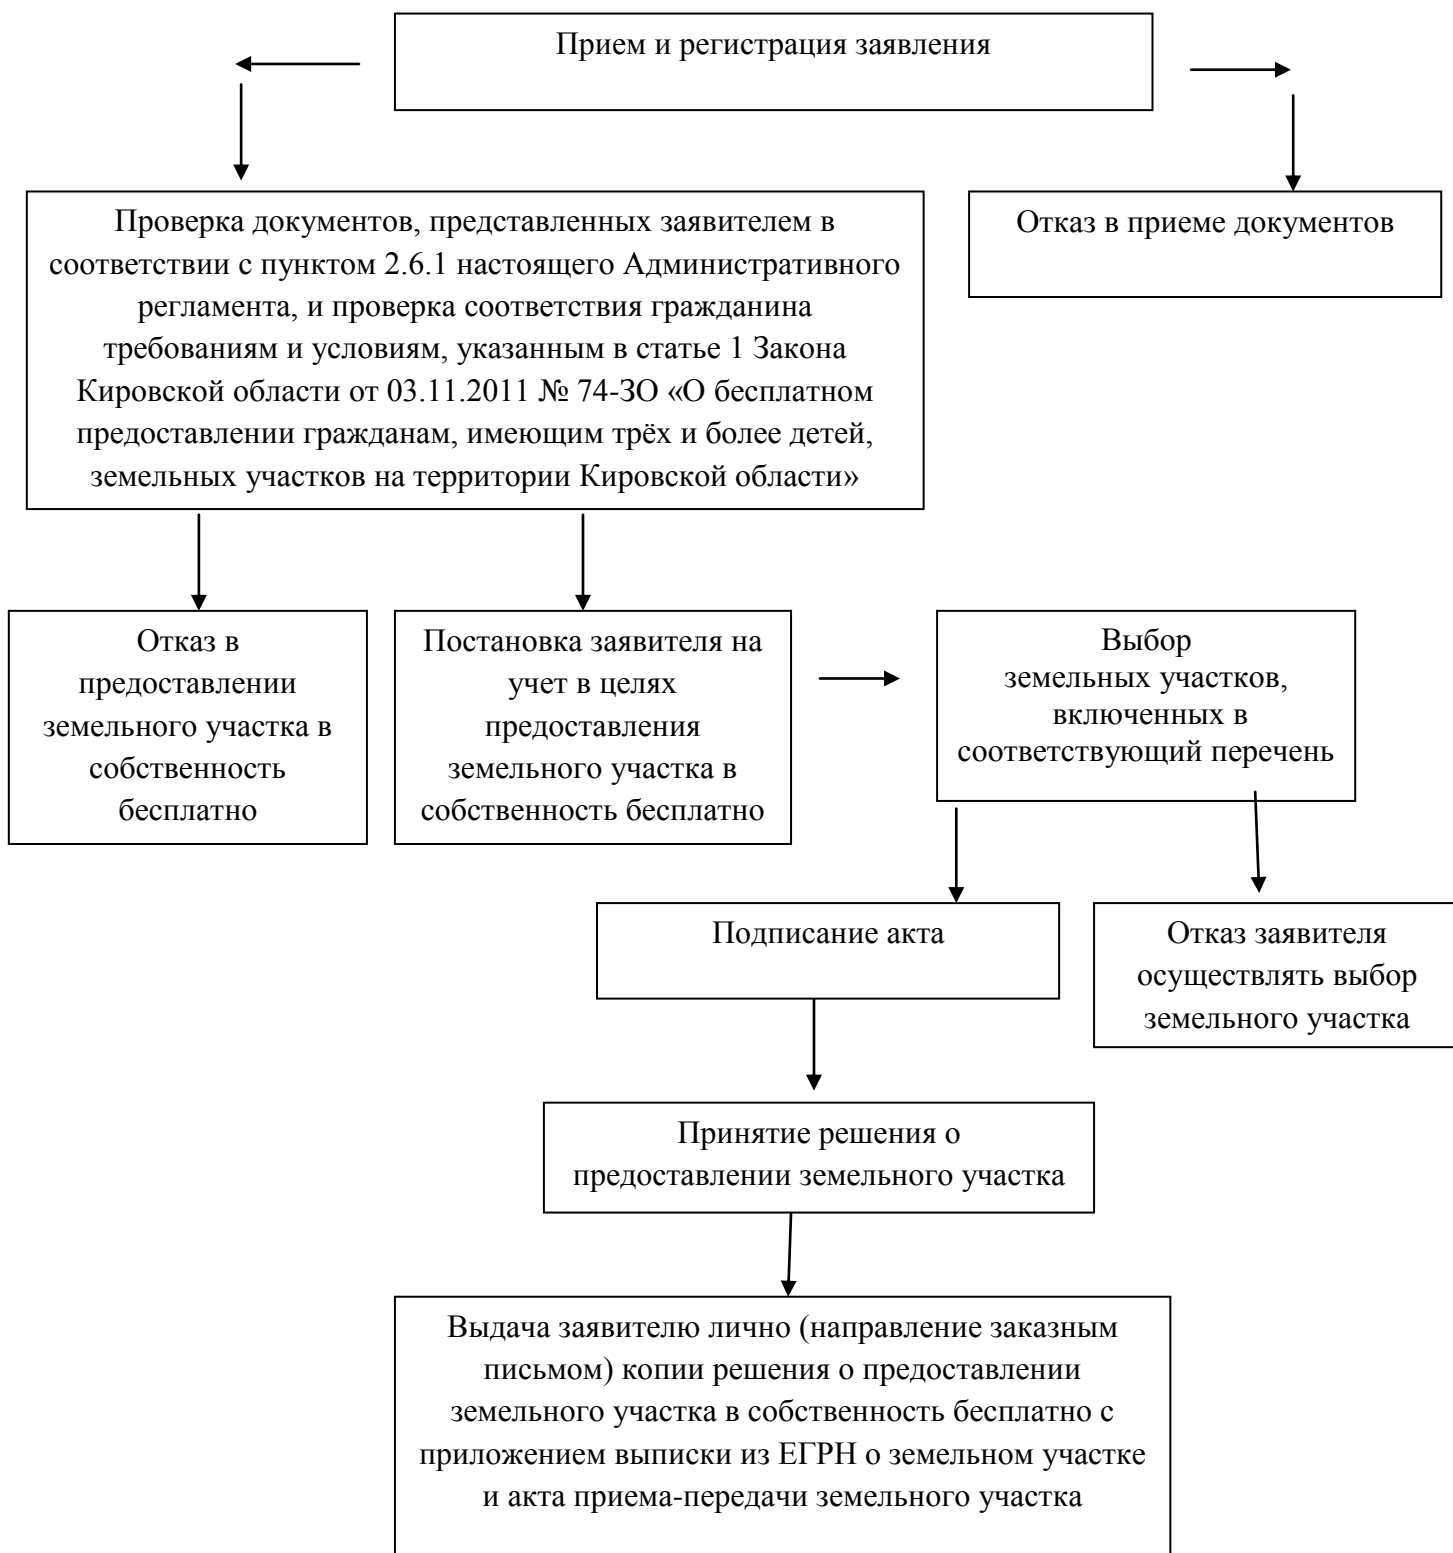 Прием и регистрация заявления
Проверка документов, представленных заявителем в
соответствии с пунктом 2.6.1 настоящего Административного
регламента, и проверка соответствия гражданина
требованиям и условиям, указанным в статье 1 Закона
Кировской области от 03.11.2011 № 74-ЗО «О бесплатном
предоставлении гражданам, имеющим трёх и более детей,
земельных участков на территории Кировской области»
Отказ в приеме документов
Отказ в
предоставлении
земельного участка в
собственность
бесплатно
Постановка заявителя на
учет в целях
предоставления
земельного участка в
собственность бесплатно
Выбор
земельных участков,
включенных в
соответствующий перечень
Подписание акта
Отказ заявителя
осуществлять выбор
земельного участка
Принятие решения о
предоставлении земельного участка
Выдача заявителю лично (направление заказным
письмом) копии решения о предоставлении
земельного участка в собственность бесплатно с
приложением выписки из ЕГРН о земельном участке
и акта приема-передачи земельного участка